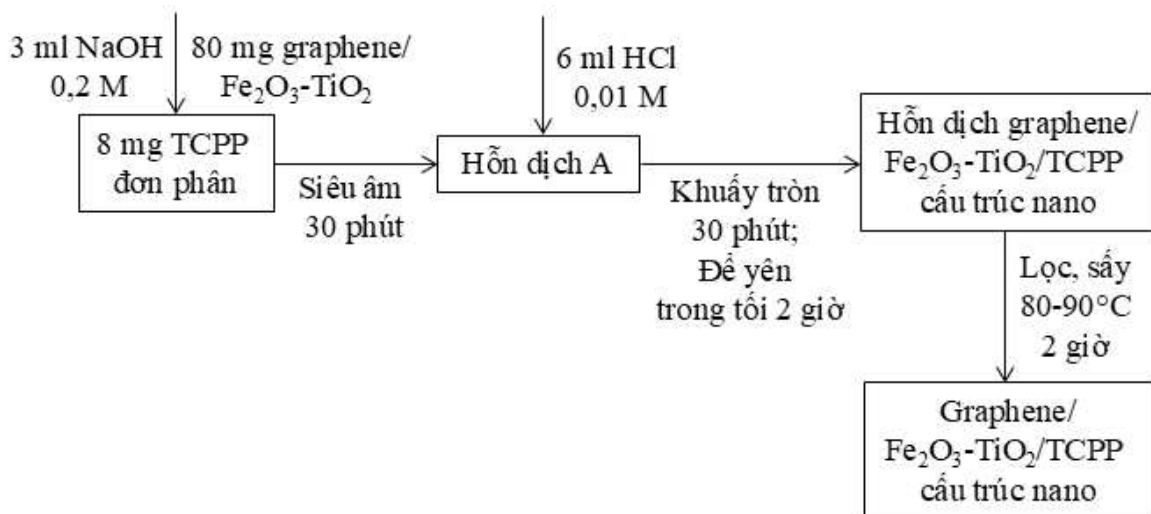 3 ml NaOH
0,2 M
80 mg graphene/
Fe₂O₃-TiO₂
8 mg TCPP
đơn phân
Siêu âm
30 phút
6 ml HCl
0,01 M
Hỗn dịch A
Khuấy tròn
30 phút;
Để yên
trong tối 2 giờ
Hỗn dịch graphene/
Fe₂O₃-TiO₂/TCPP
cấu trúc nano
Lọc, sấy
80-90°C
2 giờ
Graphene/
Fe₂O₃-TiO₂/TCPP
cấu trúc nano